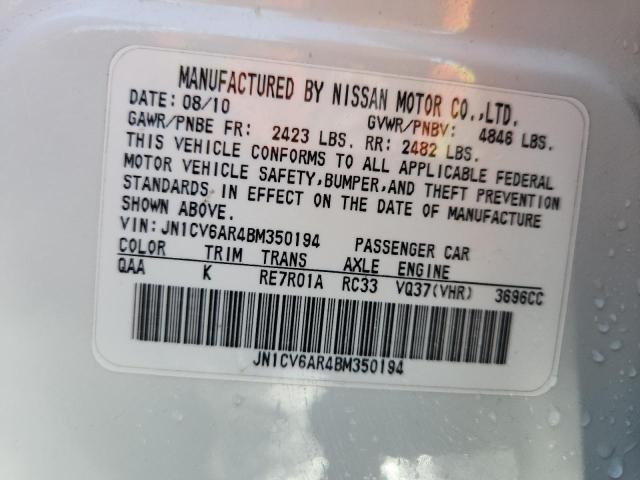 MANUFACTURED BY NISSAN MOTOR CO.,LTD.
DATE: 08/10 GVWR/PNBV: 4846 LBS.
GAWR/PNBE FR: 2423 LBS. RR: 2482 LBS.
THIS VEHICLE CONFORMS TO ALL APPLICABLE FEDERAL
MOTOR VEHICLE SAFETY,BUMPER,AND THEFT PREVENTION
STANDARDS IN EFFECT ON THE DATE OF MANUFACTURE
SHOWN ABOVE.
VIN: JN1CV6AR4BM350194 PASSENGER CAR
COLOR TRIM TRANS AXLE ENGINE
QAA K RE7R01A RC33 VQ37(VHR) 3696CC
JN1CV6AR4BM350194